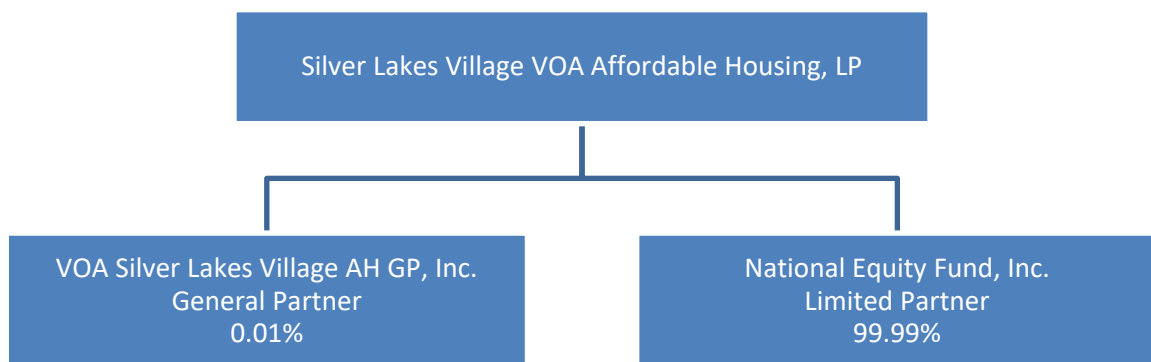 Silver Lakes Village VOA Affordable Housing, LP
VOA Silver Lakes Village AH GP, Inc.
General Partner
0.01%
National Equity Fund, Inc.
Limited Partner
99.99%